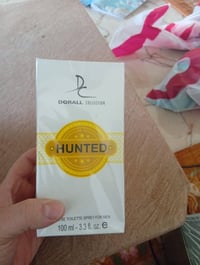 DC
DORALL COLLECTION
HUNTED
EAU DE TOILETTE SPRAY FOR MEN
100 ml - 3.3 fl. oz. e